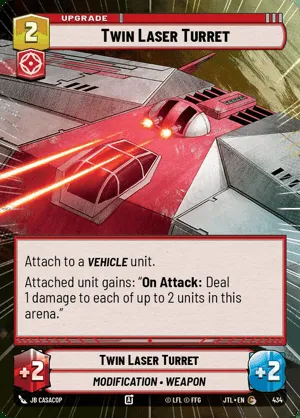 UPGRADE
2
TWIN LASER TURRET
Attach to a VEHICLE unit.
Attached unit gains: “On Attack: Deal
1 damage to each of up to 2 units in this
arena.”
+2
TWIN LASER TURRET
+2
MODIFICATION • WEAPON
JB CASACOP
© LFL © FFG
JTL • EN
C
434